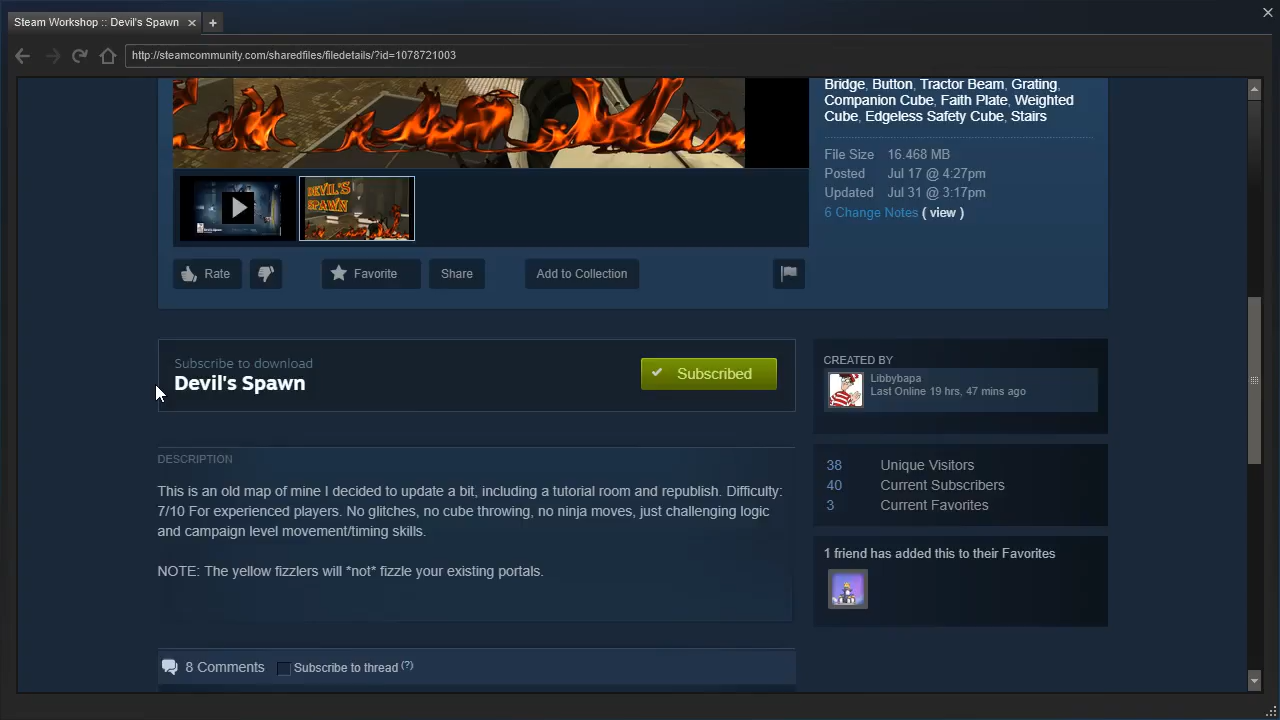 Steam Workshop :: Devil's Spawn
http://steamcommunity.com/sharedfiles/filedetails/?id=1078721003
Bridge, Button, Tractor Beam, Grating,
Companion Cube, Faith Plate, Weighted
Cube, Edgeless Safety Cube, Stairs
File Size 16.468 MB
Posted Jul 17 @ 4:27pm
Updated Jul 31 @ 3:17pm
6 Change Notes ( view )
DEVIL'S
SPAWN
Rate
Favorite
Share
Add to Collection
Subscribe to download
Devil's Spawn
Subscribed
CREATED BY
Libbybapa
Last Online 19 hrs, 47 mins ago
DESCRIPTION
This is an old map of mine I decided to update a bit, including a tutorial room and republish. Difficulty:
7/10 For experienced players. No glitches, no cube throwing, no ninja moves, just challenging logic
and campaign level movement/timing skills.
NOTE: The yellow fizzlers will *not* fizzle your existing portals.
38 Unique Visitors
40 Current Subscribers
3 Current Favorites
1 friend has added this to their Favorites
8 Comments
Subscribe to thread (?)